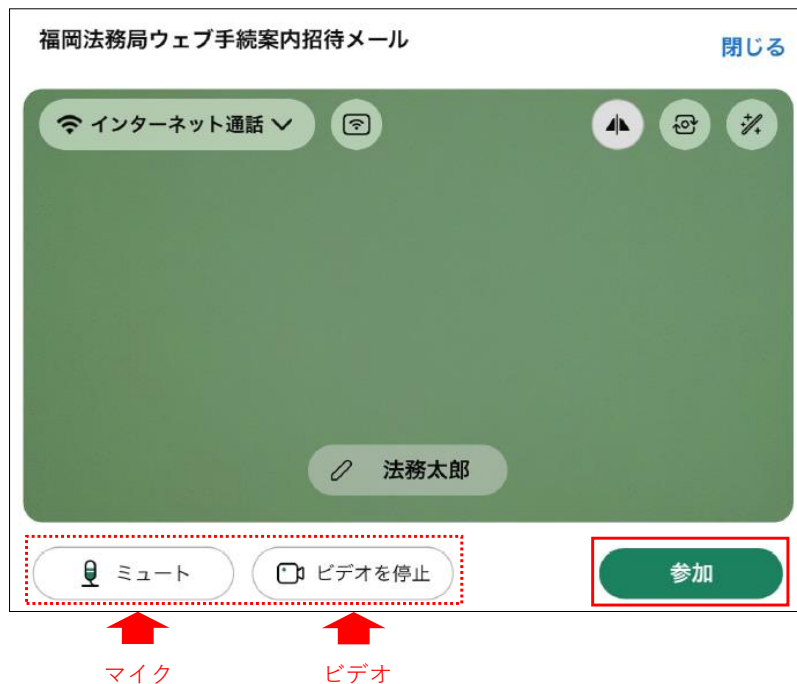 福岡法務局ウェブ手続案内招待メール
閉じる
インターネット通話
法務太郎
ミュート
ビデオを停止
参加
マイク
ビデオ